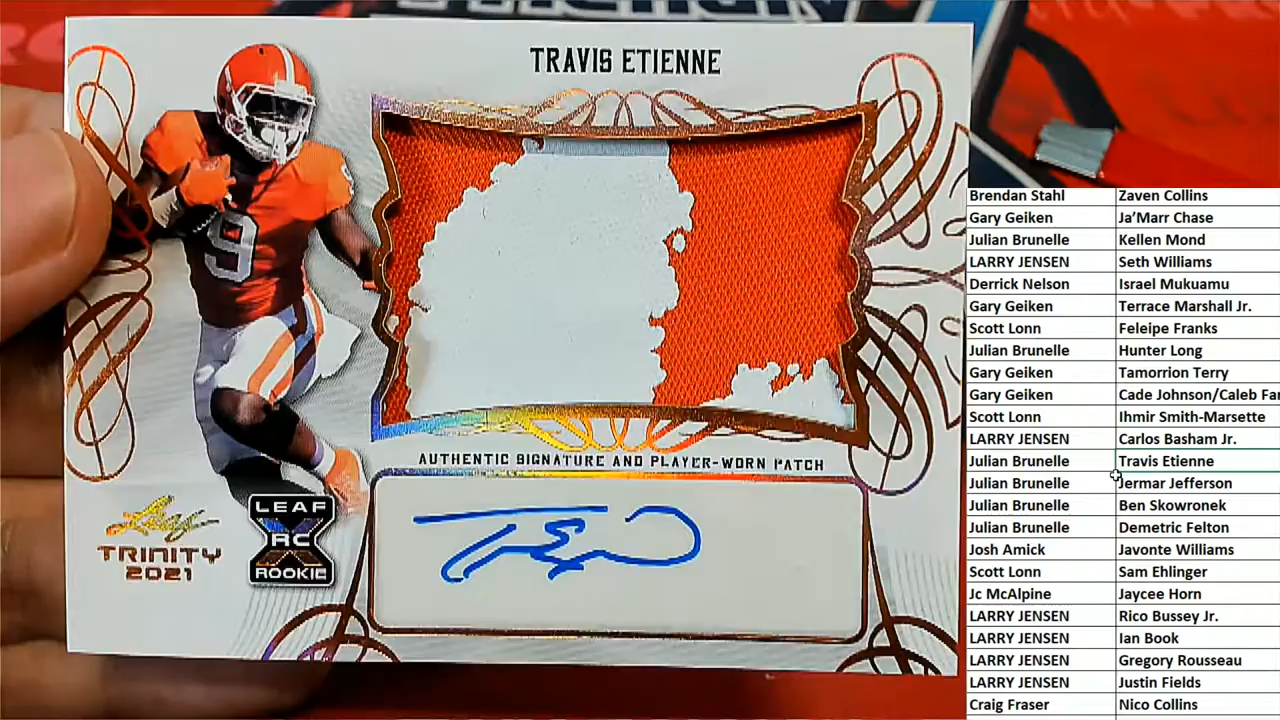 TRAVIS ETIENNE
9
AUTHENTIC SIGNATURE AND PLAYER-WORN PATCH
Leaf
TRINITY
2021
LEAF
RC
ROOKIE
Brendan Stahl Zaven Collins
Gary Geiken Ja’Marr Chase
Julian Brunelle Kellen Mond
LARRY JENSEN Seth Williams
Derrick Nelson Israel Mukuamu
Gary Geiken Terrace Marshall Jr.
Scott Lonn Feleipe Franks
Julian Brunelle Hunter Long
Gary Geiken Tamorrion Terry
Gary Geiken Cade Johnson/Caleb Far
Scott Lonn Ihmir Smith-Marsette
LARRY JENSEN Carlos Basham Jr.
Julian Brunelle Travis Etienne
Julian Brunelle Jermar Jefferson
Julian Brunelle Ben Skowronek
Julian Brunelle Demetric Felton
Josh Amick Javonte Williams
Scott Lonn Sam Ehlinger
Jc McAlpine Jaycee Horn
LARRY JENSEN Rico Bussey Jr.
LARRY JENSEN Ian Book
LARRY JENSEN Gregory Rousseau
LARRY JENSEN Justin Fields
Craig Fraser Nico Collins